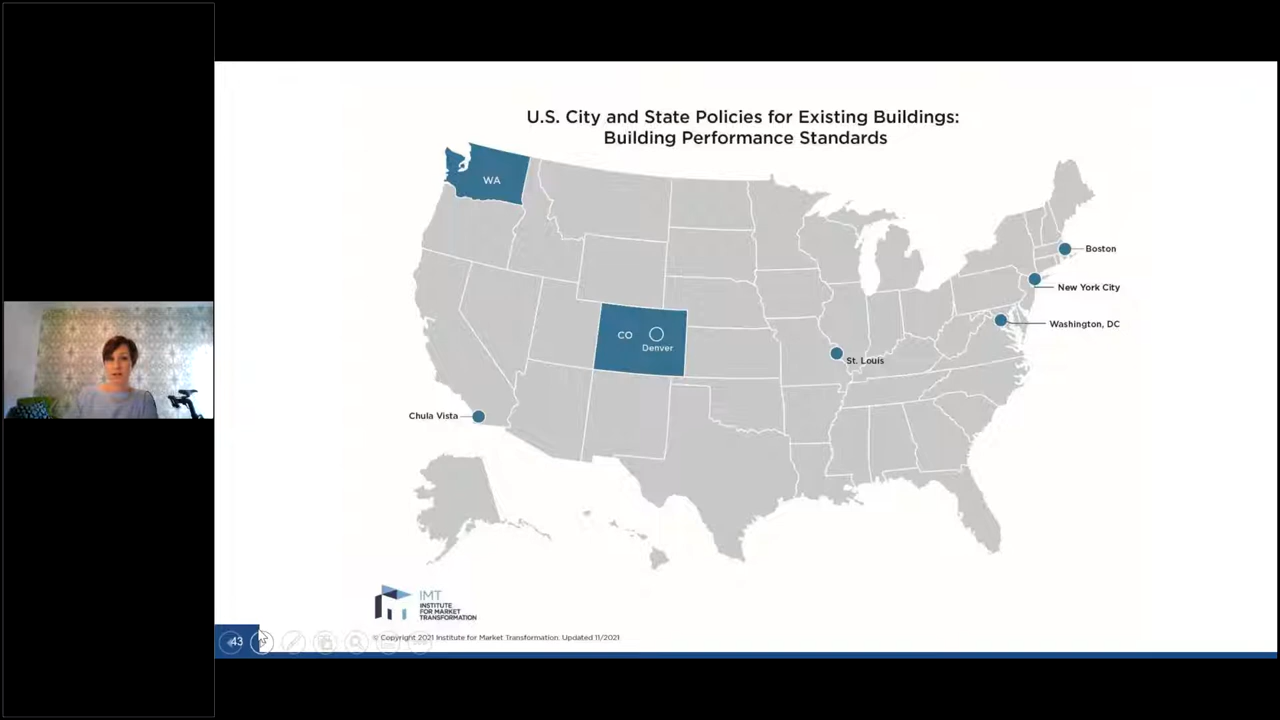 U.S. City and State Policies for Existing Buildings:
Building Performance Standards
WA
Boston
New York City
Washington, DC
CO
Denver
St. Louis
Chula Vista
IMT
INSTITUTE
FOR MARKET
TRANSFORMATION
© Copyright 2021 Institute for Market Transformation. Updated 11/2021
43